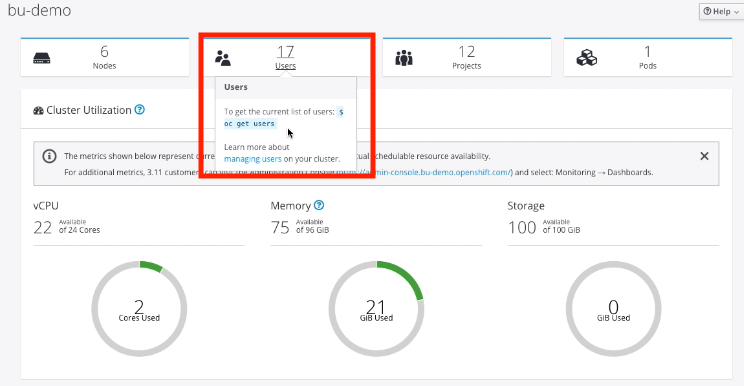 bu-demo
Help
6
Nodes
17
Users
12
Projects
1
Pods
Users
To get the current list of users: $
oc get users
Learn more about
managing users on your cluster.
Cluster Utilization
The metrics shown below represent curre tual schedulable resource availability.
For additional metrics, 3.11 custome min-console.bu-demo.openshift.com/) and select: Monitoring → Dashboards.
vCPU
22 Available
of 24 Cores
Memory
75 Available
of 96 GiB
Storage
100 Available
of 100 GiB
2
Cores Used
21
GiB Used
0
GiB Used